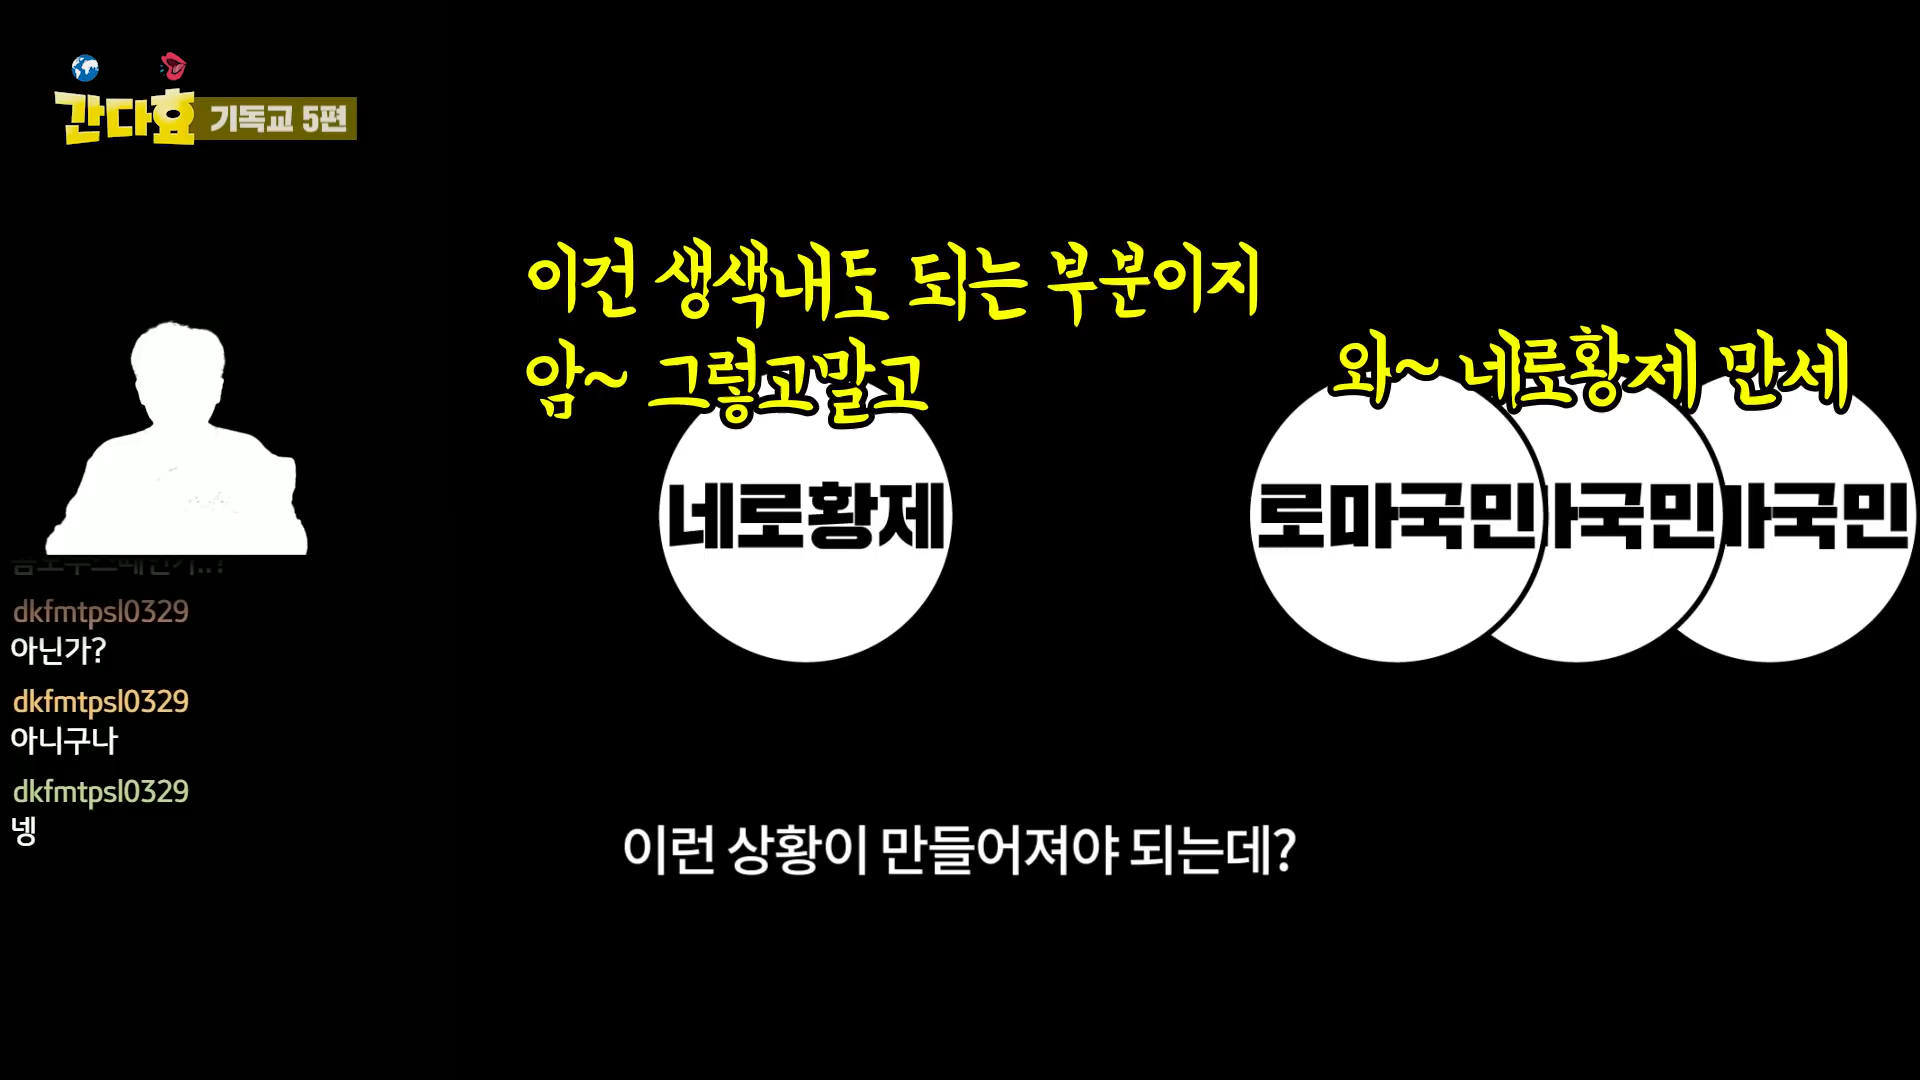 간다효 기독교 5편
이건 생색내도 되는 부분이지
암~ 그렇고말고
와~ 네로황제 만세
네로황제
로마국민
마국민
마국민
dkfmtpsl0329
아닌가?
dkfmtpsl0329
아니구나
dkfmtpsl0329
넹
이런 상황이 만들어져야 되는데?